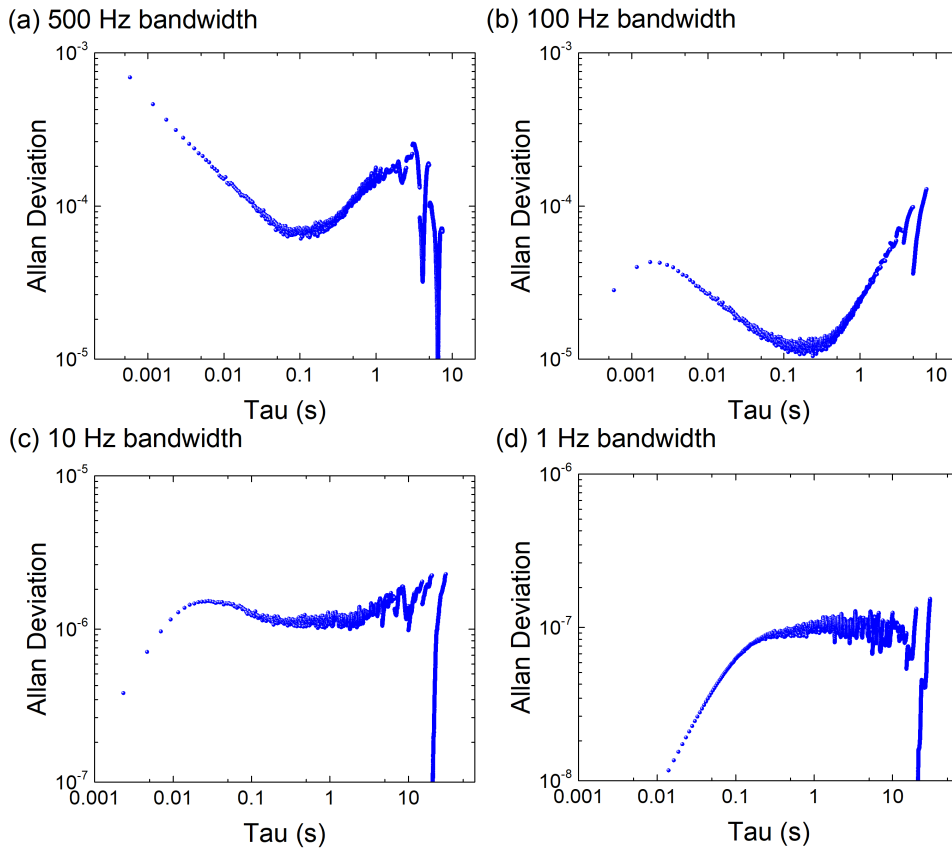 (a) 500 Hz bandwidth
10-3
10-4
10-5
Allan Deviation
0.001 0.01 0.1 1 10
Tau (s)
(b) 100 Hz bandwidth
10-3
10-4
10-5
Allan Deviation
0.001 0.01 0.1 1 10
Tau (s)
(c) 10 Hz bandwidth
10-5
10-6
10-7
Allan Deviation
0.001 0.01 0.1 1 10
Tau (s)
(d) 1 Hz bandwidth
10-6
10-7
10-8
Allan Deviation
0.001 0.01 0.1 1 10
Tau (s)